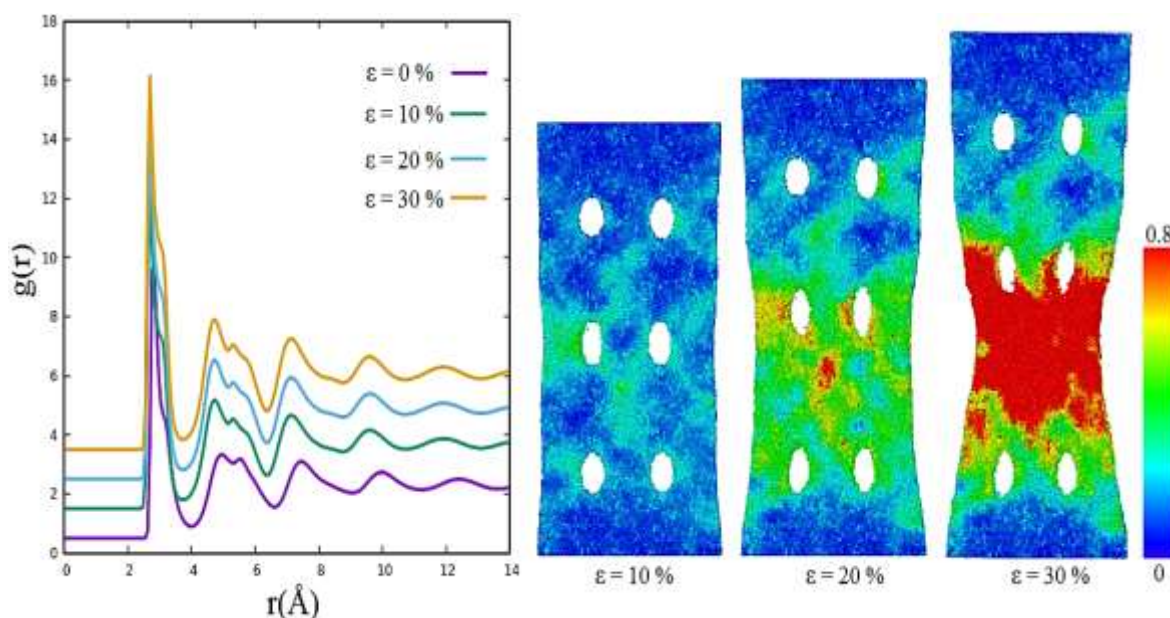 18
16
14
12
10
8
6
4
2
0
g(r)
ε = 0 %
ε = 10 %
ε = 20 %
ε = 30 %
0 2 4 6 8 10 12 14
r(Å)
ε = 10 %
ε = 20 %
ε = 30 %
0.8
0